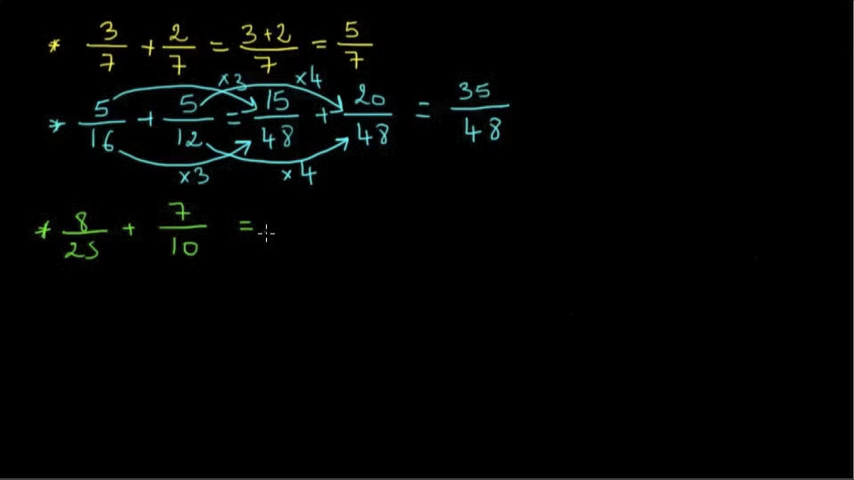 * 3/7 + 2/7 = 3+2/7 = 5/7
×3 ×4
* 5/16 + 5/12 = 15/48 + 20/48 = 35/48
×3 ×4
* 8/25 + 7/10 =